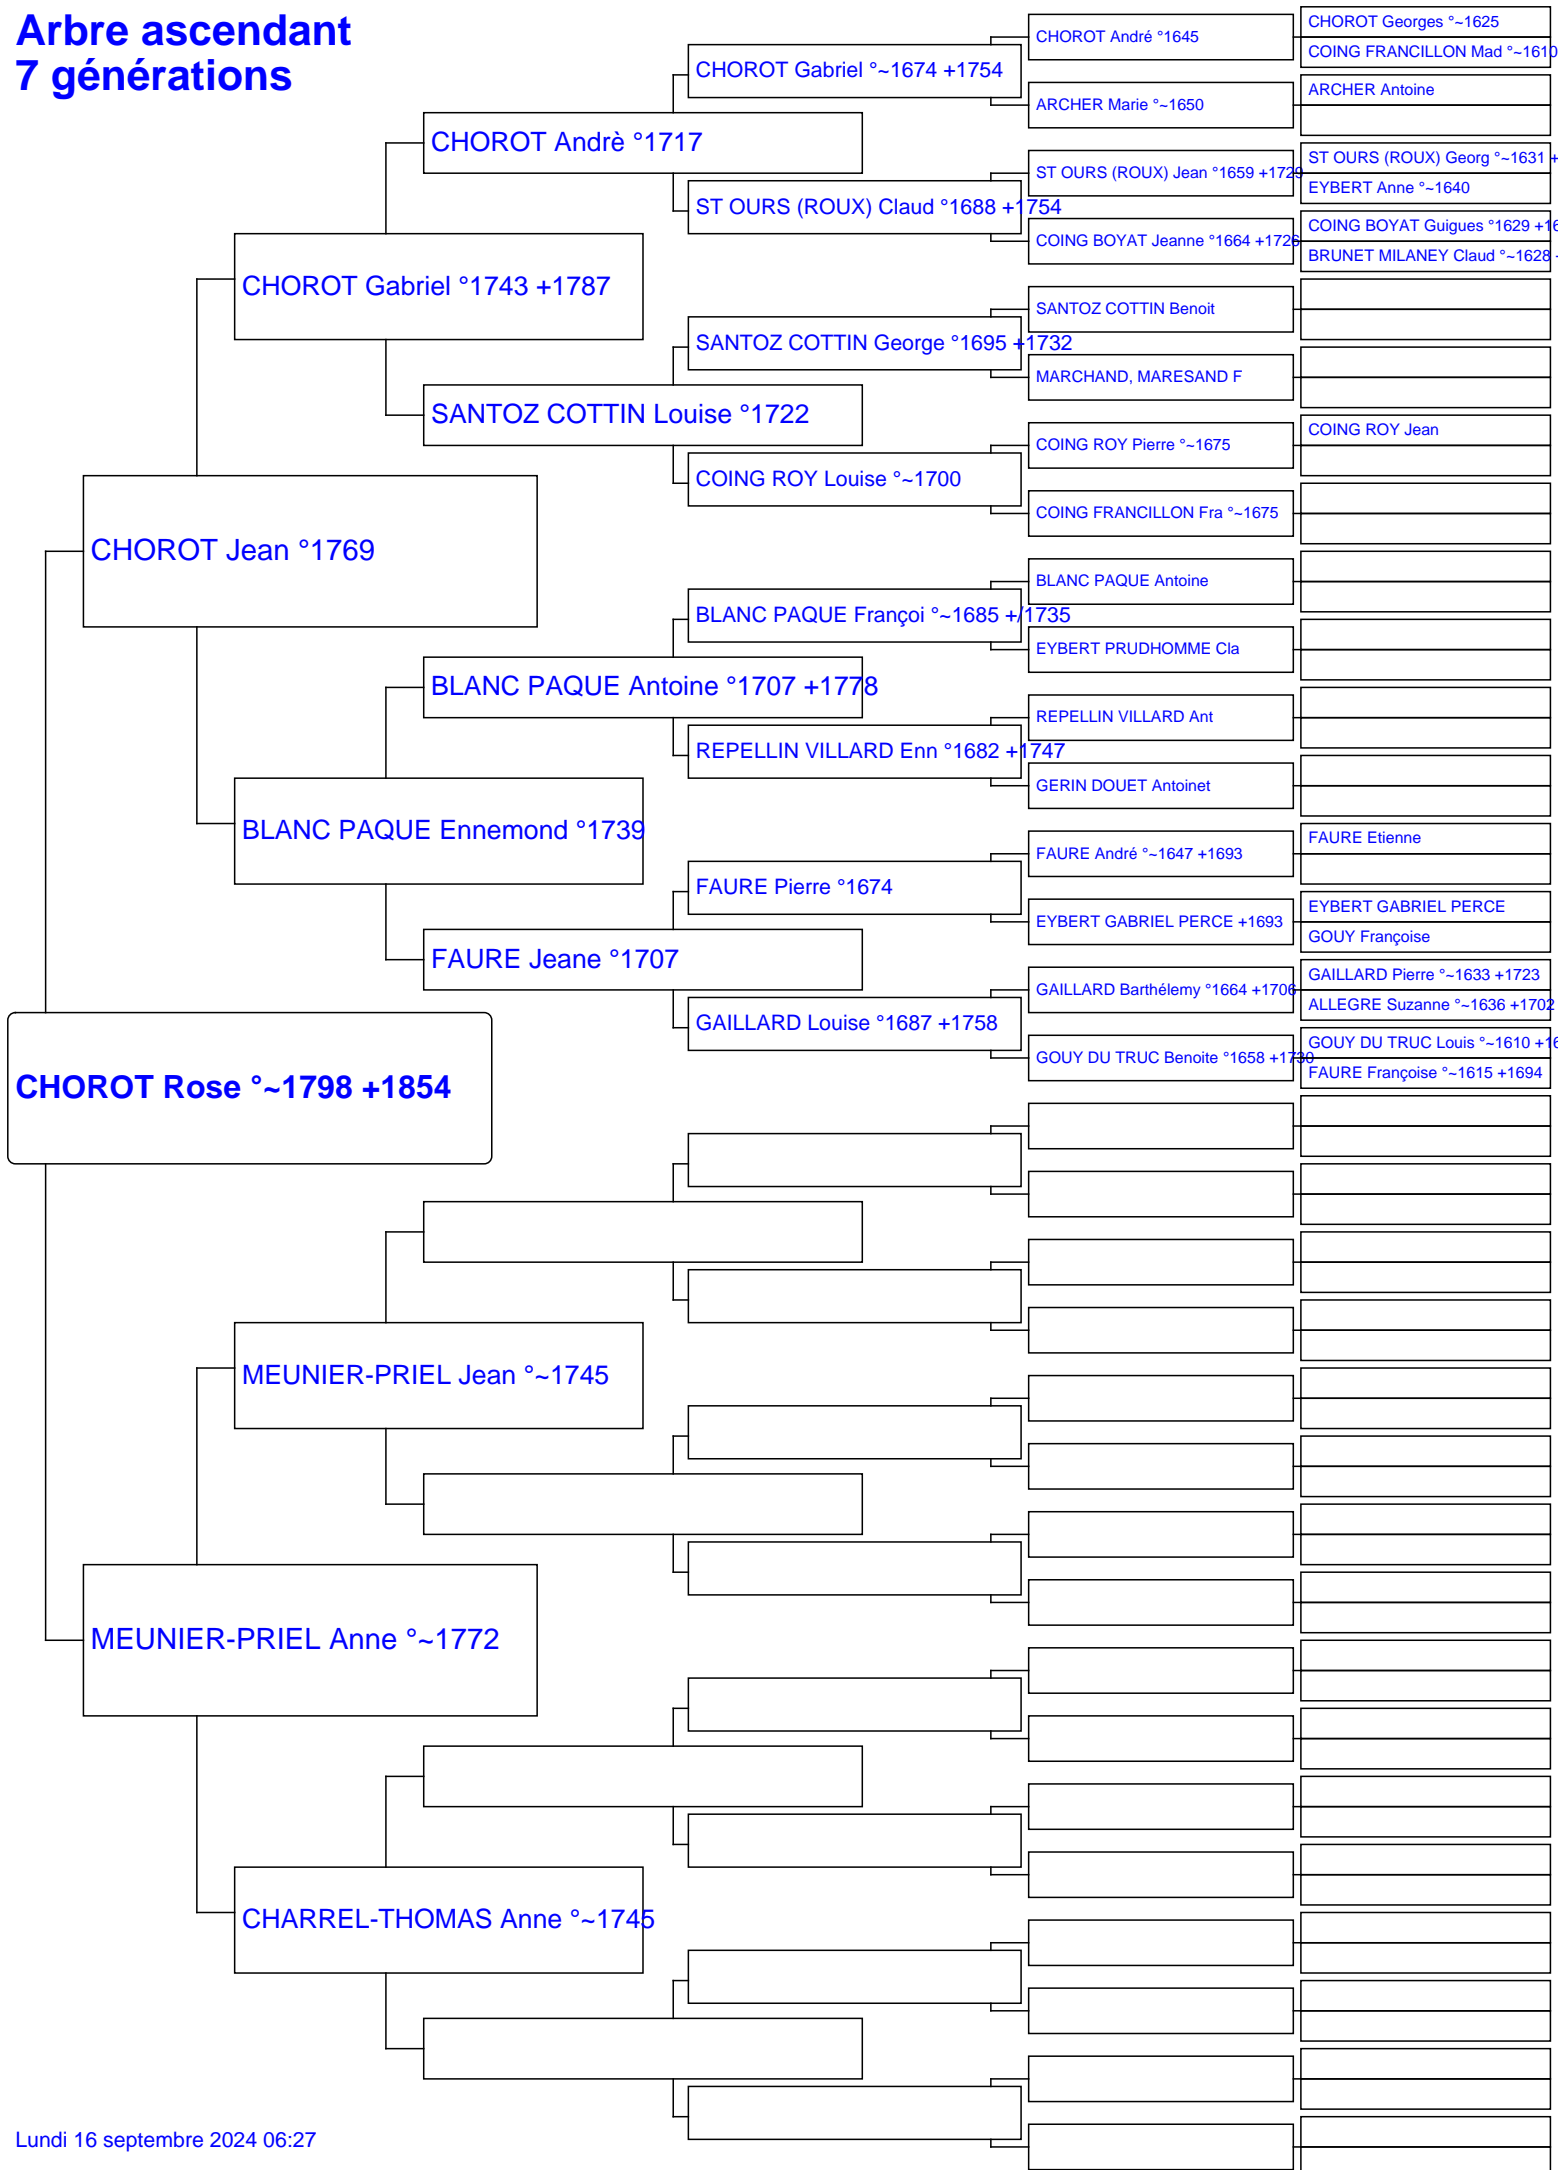 Arbre ascendant
7 générations
CHOROT Rose °~1798 +1854
CHOROT Jean °1769
MEUNIER-PRIEL Anne °~1772
CHOROT Gabriel °1743 +1787
BLANC PAQUE Ennemond °1739
MEUNIER-PRIEL Jean °~1745
CHARREL-THOMAS Anne °~1745
CHOROT Andrè °1717
SANTOZ COTTIN Louise °1722
BLANC PAQUE Antoine °1707 +1778
FAURE Jeane °1707
CHOROT Gabriel °~1674 +1754
ST OURS (ROUX) Claud °1688 +1754
SANTOZ COTTIN George °1695 +1732
COING ROY Louise °~1700
BLANC PAQUE Françoi °~1685 +/1735
REPELLIN VILLARD Enn °1682 +1747
FAURE Pierre °1674
GAILLARD Louise °1687 +1758
CHOROT André °1645
ARCHER Marie °~1650
ST OURS (ROUX) Jean °1659 +1729
COING BOYAT Jeanne °1664 +1726
SANTOZ COTTIN Benoit
MARCHAND, MARESAND F
COING ROY Pierre °~1675
COING FRANCILLON Fra °~1675
BLANC PAQUE Antoine
EYBERT PRUDHOMME Cla
REPELLIN VILLARD Ant
GERIN DOUET Antoinet
FAURE André °~1647 +1693
EYBERT GABRIEL PERCE +1693
GAILLARD Barthélemy °1664 +1706
GOUY DU TRUC Benoite °1658 +1730
CHOROT Georges °~1625
COING FRANCILLON Mad °~1610
ARCHER Antoine
ST OURS (ROUX) Georg °~1631 +
EYBERT Anne °~1640
COING BOYAT Guigues °1629 +16
BRUNET MILANEY Claud °~1628
COING ROY Jean
FAURE Etienne
EYBERT GABRIEL PERCE
GOUY Françoise
GAILLARD Pierre °~1633 +1723
ALLEGRE Suzanne °~1636 +1702
GOUY DU TRUC Louis °~1610 +16
FAURE Françoise °~1615 +1694
Lundi 16 septembre 2024 06:27